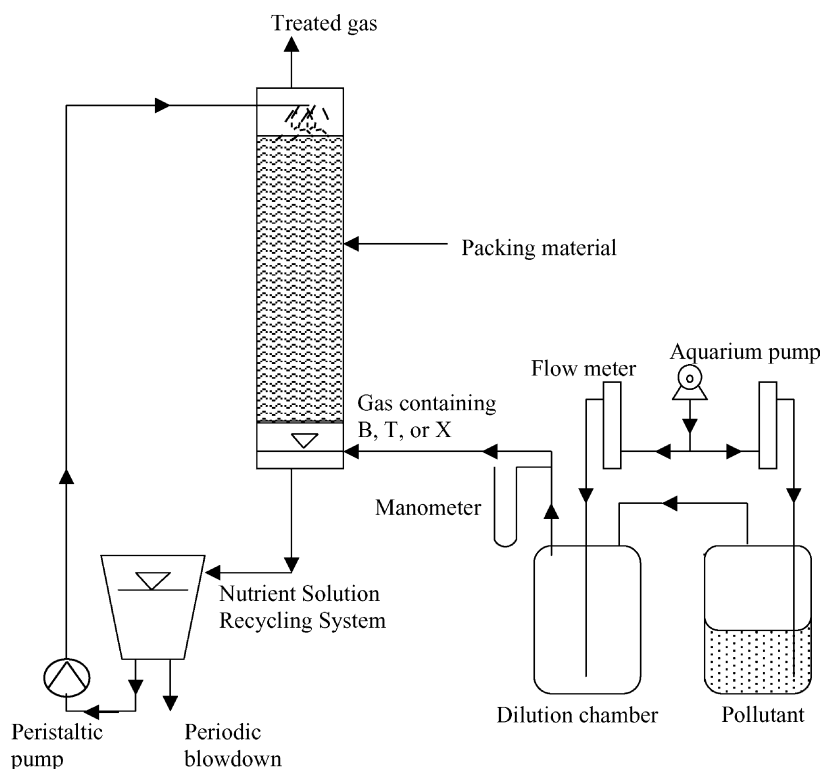 Treated gas
Packing material
Aquarium pump
Flow meter
Gas containing
B, T, or X
Manometer
Nutrient Solution
Recycling System
Dilution chamber
Pollutant
Peristaltic
pump
Periodic
blowdown